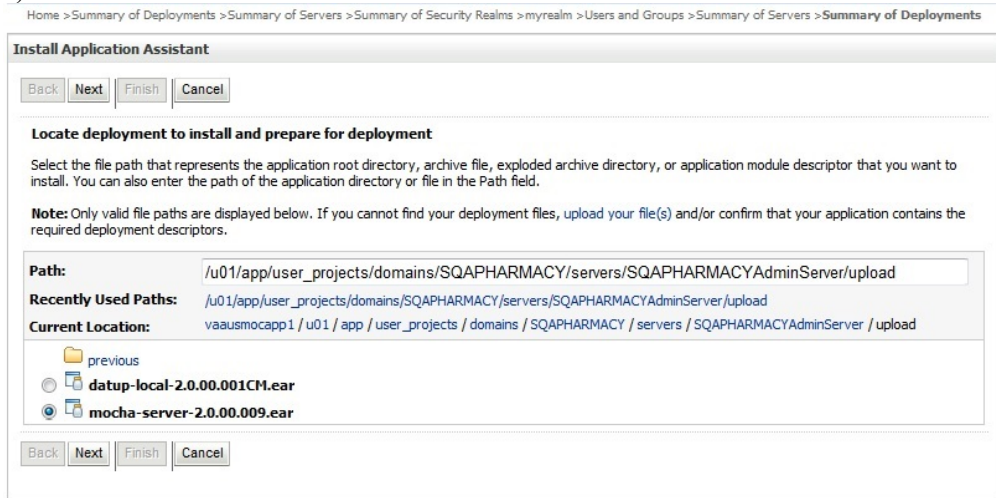 )
Home >Summary of Deployments >Summary of Servers >Summary of Security Realms >myrealm >Users and Groups >Summary of Servers >Summary of Deployments
Install Application Assistant
Back Next Finish Cancel
Locate deployment to install and prepare for deployment
Select the file path that represents the application root directory, archive file, exploded archive directory, or application module descriptor that you want to
install. You can also enter the path of the application directory or file in the Path field.
Note: Only valid file paths are displayed below. If you cannot find your deployment files, upload your file(s) and/or confirm that your application contains the
required deployment descriptors.
Path: /u01/app/user_projects/domains/SQAPHARMACY/servers/SQAPHARMACYAdminServer/upload
Recently Used Paths: /u01/app/user_projects/domains/SQAPHARMACY/servers/SQAPHARMACYAdminServer/upload
Current Location: vaausmocapp1 / u01 / app / user_projects / domains / SQAPHARMACY / servers / SQAPHARMACYAdminServer / upload
previous
datup-local-2.0.00.001CM.ear
mocha-server-2.0.00.009.ear
Back Next Finish Cancel